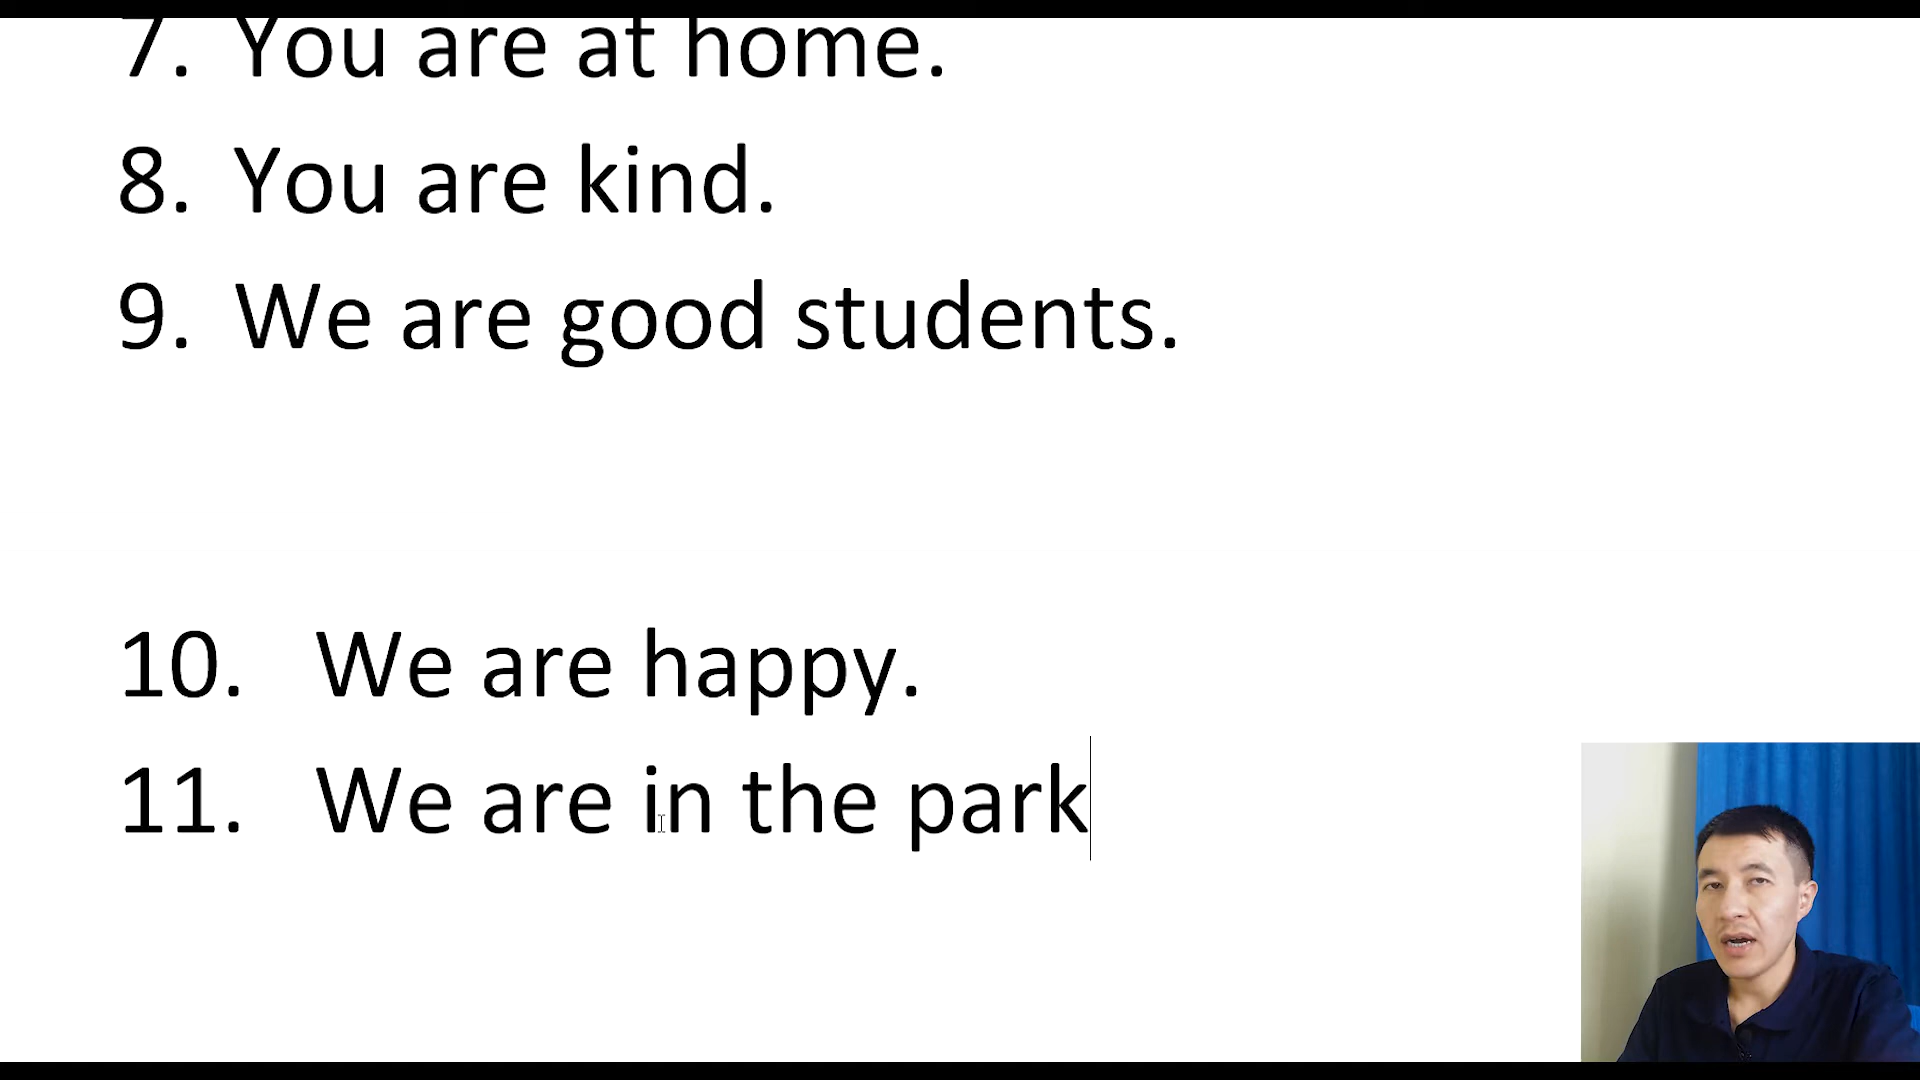 7. You are at home.
8. You are kind.
9. We are good students.
10. We are happy.
11. We are in the park